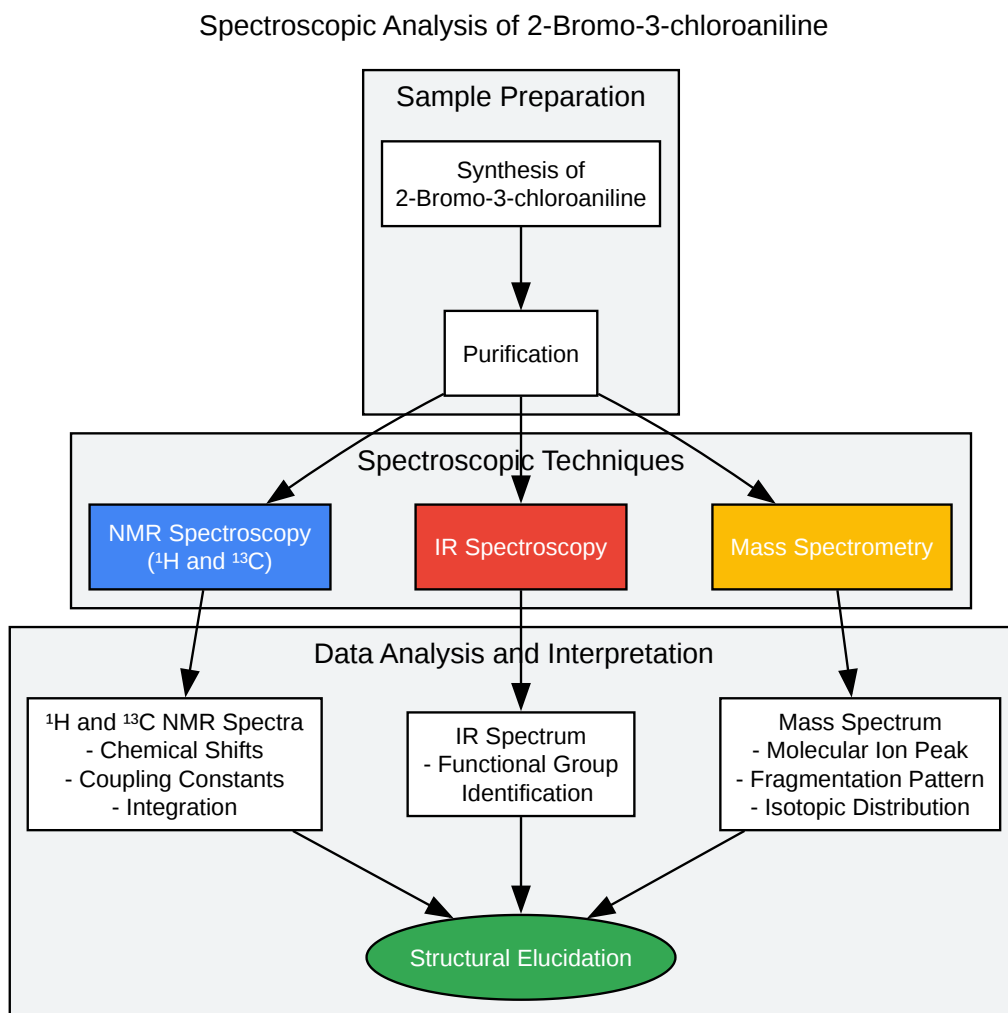 Spectroscopic Analysis of 2-Bromo-3-chloroaniline
Sample Preparation
Synthesis of
2-Bromo-3-chloroaniline
Purification
Spectroscopic Techniques
NMR Spectroscopy
(¹H and ¹³C)
IR Spectroscopy
Mass Spectrometry
Data Analysis and Interpretation
¹H and ¹³C NMR Spectra
- Chemical Shifts
- Coupling Constants
- Integration
IR Spectrum
- Functional Group
Identification
Mass Spectrum
- Molecular Ion Peak
- Fragmentation Pattern
- Isotopic Distribution
Structural Elucidation